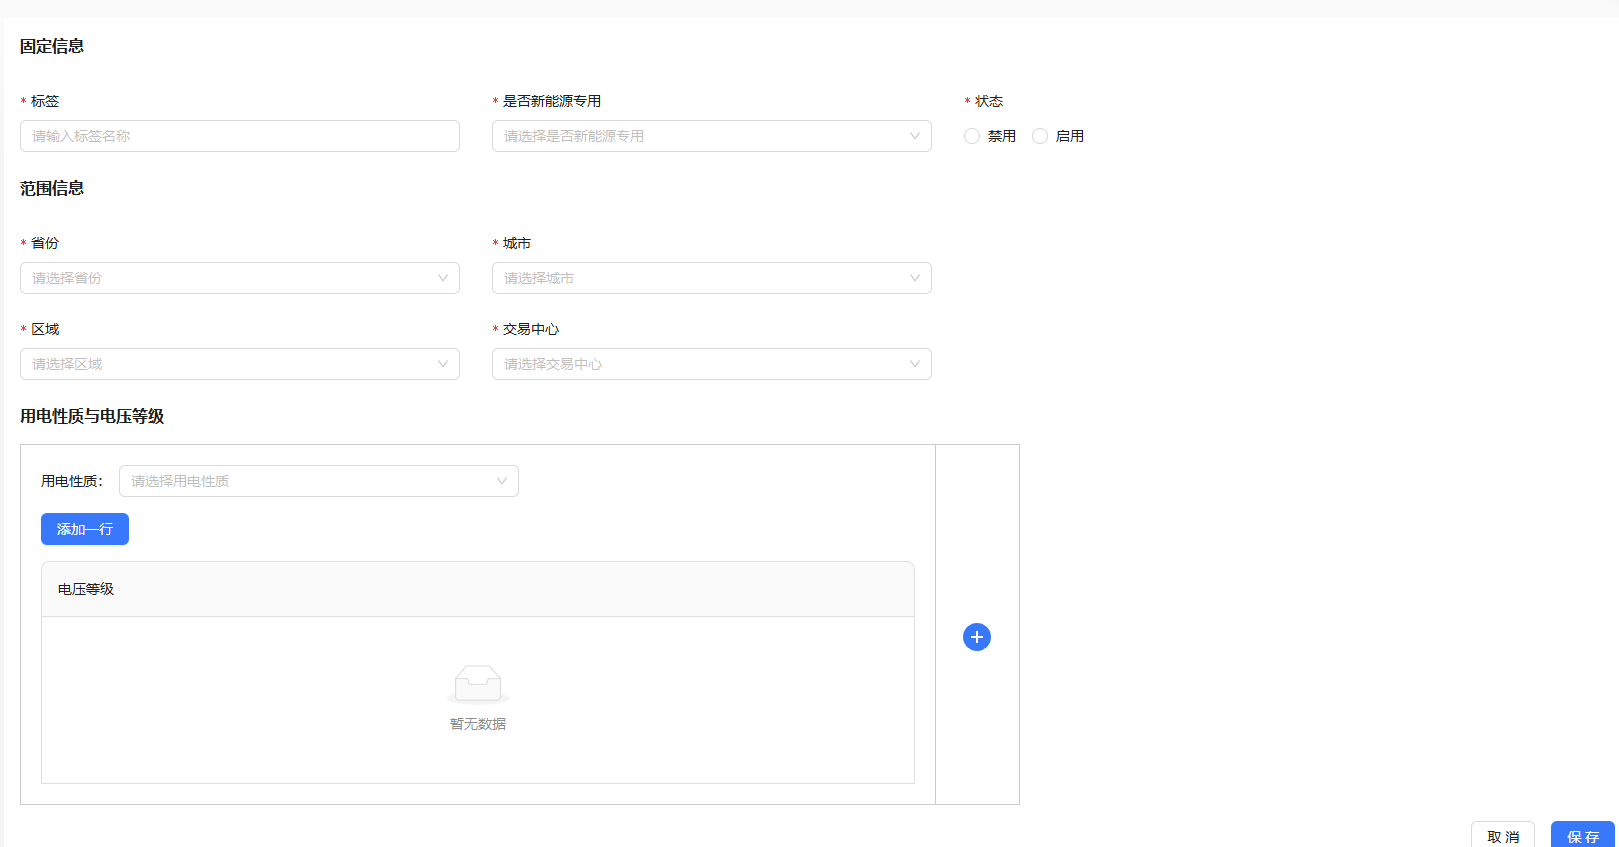 固定信息
* 标签
* 是否新能源专用
* 状态
请输入标签名称
请选择是否新能源专用
禁用
启用
范围信息
* 省份
* 城市
请选择省份
请选择城市
* 区域
* 交易中心
请选择区域
请选择交易中心
用电性质与电压等级
用电性质：
请选择用电性质
添加一行
电压等级
暂无数据
取 消
保 存